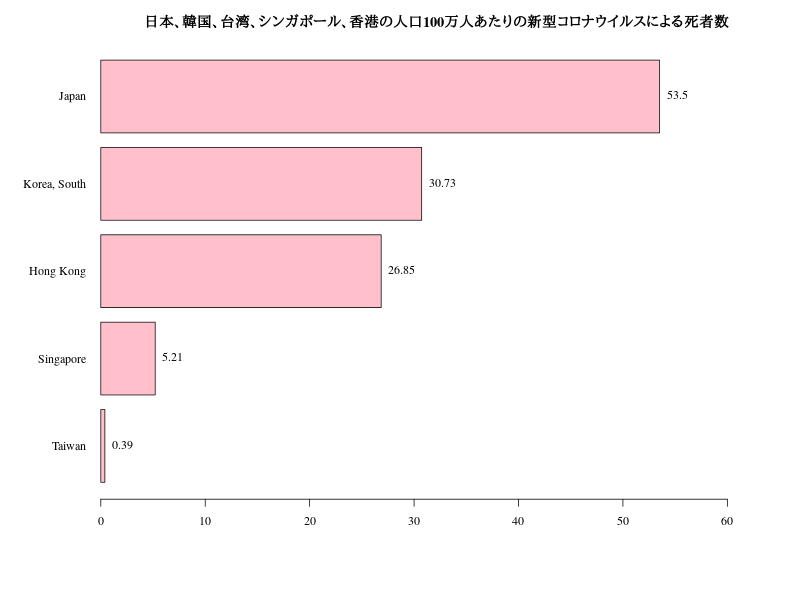 日本、韓国、台湾、シンガポール、香港の人口100万人あたりの新型コロナウイルスによる死者数
Japan 53.5
Korea, South 30.73
Hong Kong 26.85
Singapore 5.21
Taiwan 0.39
0 10 20 30 40 50 60